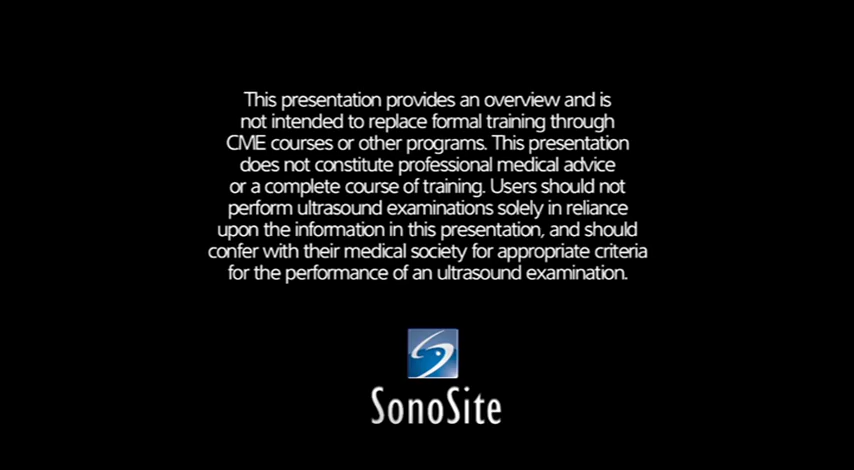 This presentation provides an overview and is
not intended to replace formal training through
CME courses or other programs. This presentation
does not constitute professional medical advice
or a complete course of training. Users should not
perform ultrasound examinations solely in reliance
upon the information in this presentation, and should
confer with their medical society for appropriate criteria
for the performance of an ultrasound examination.
SonoSite